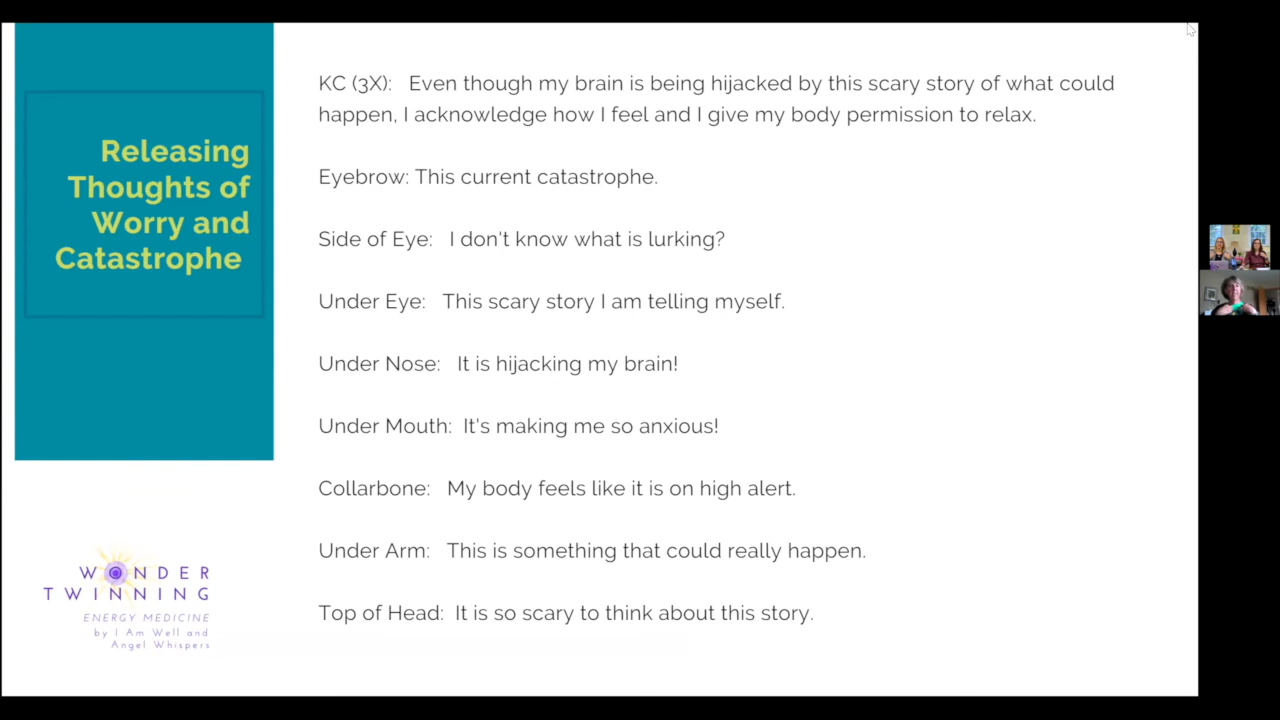 Releasing
Thoughts of
Worry and
Catastrophe
KC (3X): Even though my brain is being hijacked by this scary story of what could
happen, I acknowledge how I feel and I give my body permission to relax.
Eyebrow: This current catastrophe.
Side of Eye: I don't know what is lurking?
Under Eye: This scary story I am telling myself.
Under Nose: It is hijacking my brain!
Under Mouth: It's making me so anxious!
Collarbone: My body feels like it is on high alert.
Under Arm: This is something that could really happen.
Top of Head: It is so scary to think about this story.
WONDER
TWINNING
ENERGY MEDICINE
by I Am Well and
Angel Whispers